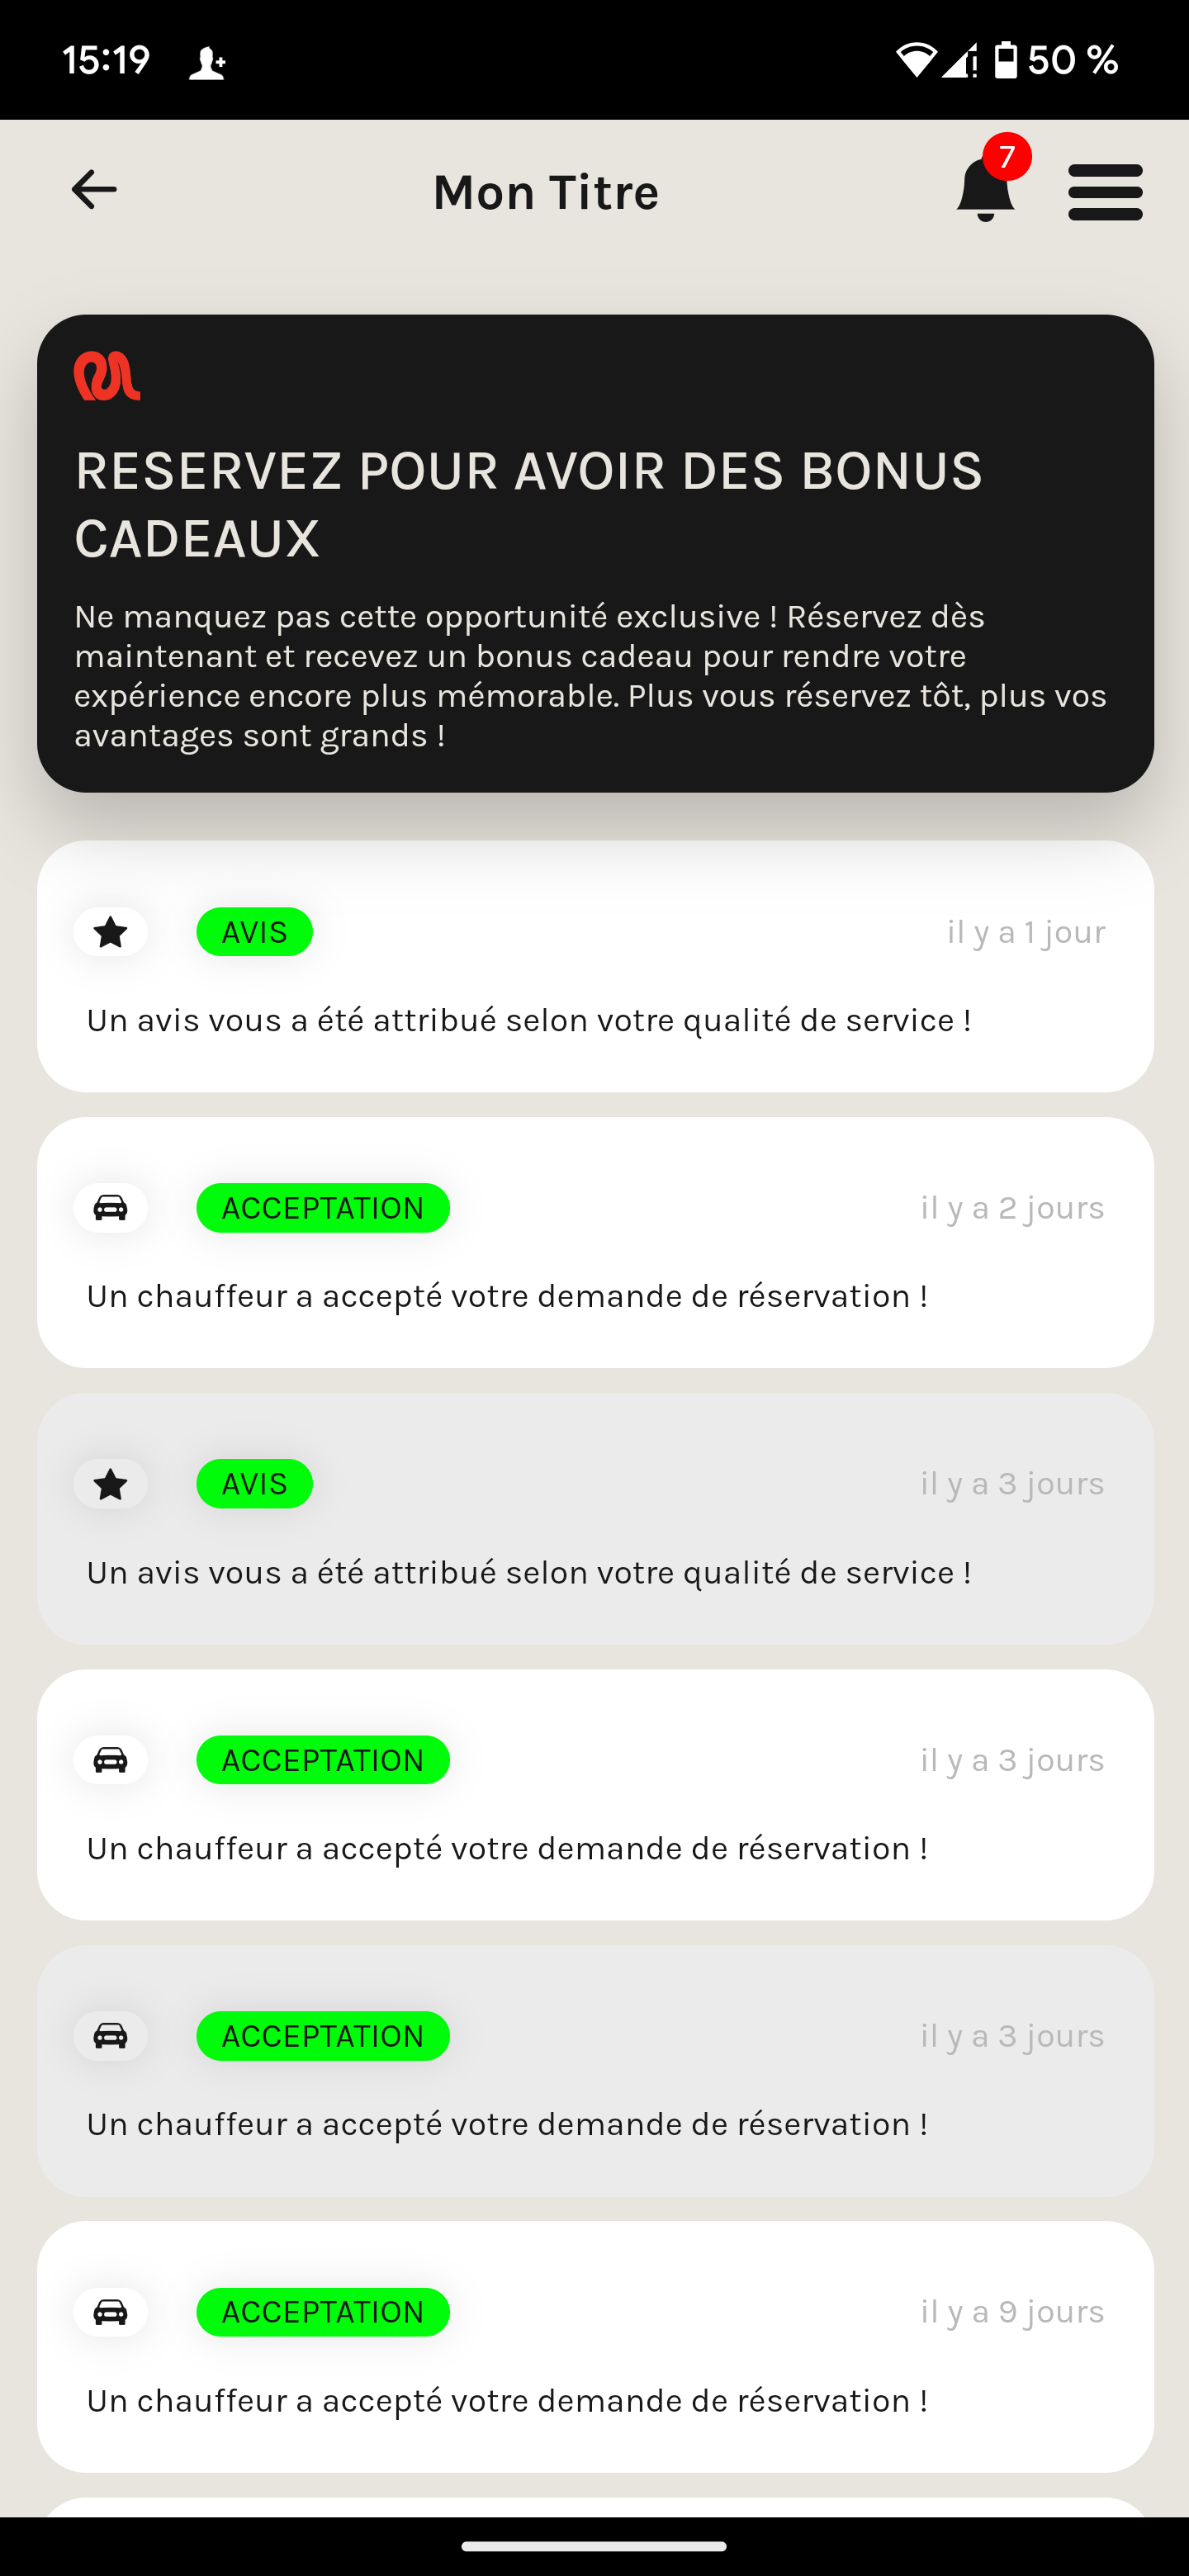 15:19
50 %
Mon Titre
7
RESERVEZ POUR AVOIR DES BONUS
CADEAUX
Ne manquez pas cette opportunité exclusive ! Réservez dès
maintenant et recevez un bonus cadeau pour rendre votre
expérience encore plus mémorable. Plus vous réservez tôt, plus vos
avantages sont grands !
AVIS
il y a 1 jour
Un avis vous a été attribué selon votre qualité de service !
ACCEPTATION
il y a 2 jours
Un chauffeur a accepté votre demande de réservation !
AVIS
il y a 3 jours
Un avis vous a été attribué selon votre qualité de service !
ACCEPTATION
il y a 3 jours
Un chauffeur a accepté votre demande de réservation !
ACCEPTATION
il y a 3 jours
Un chauffeur a accepté votre demande de réservation !
ACCEPTATION
il y a 9 jours
Un chauffeur a accepté votre demande de réservation !